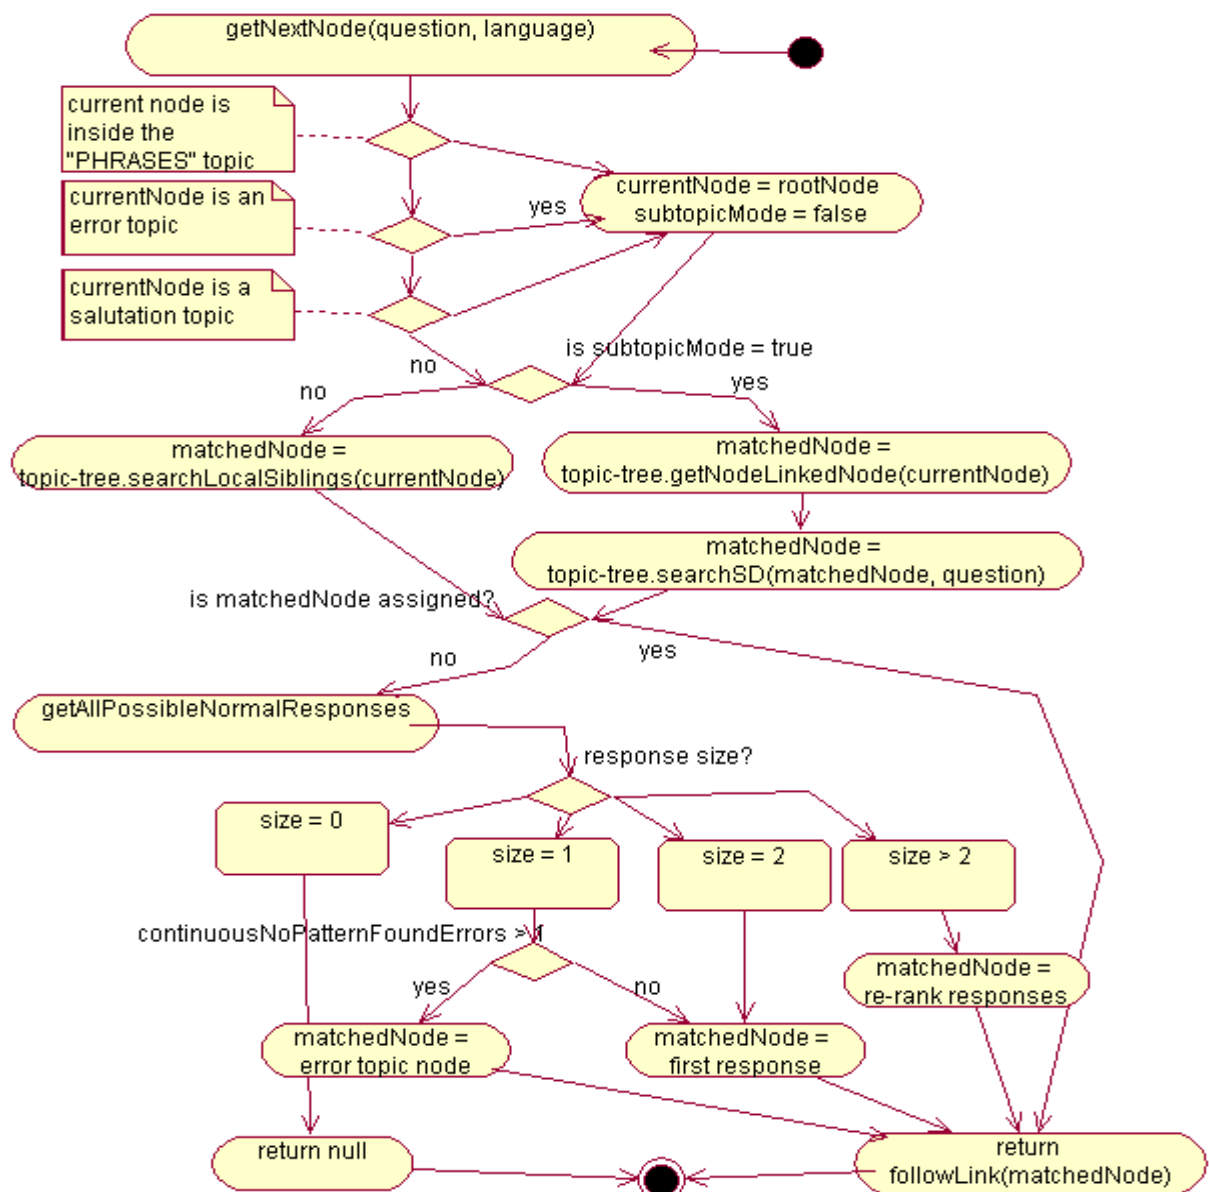 getNextNode(question, language)
current node is
inside the
"PHRASES" topic
currentNode is an
error topic
yes
currentNode = rootNode
subtopicMode = false
currentNode is a
salutation topic
is subtopicMode = true
no
no
yes
matchedNode =
topic-tree.searchLocalSiblings(currentNode)
matchedNode =
topic-tree.getNodeLinkedNode(currentNode)
matchedNode =
topic-tree.searchSD(matchedNode, question)
is matchedNode assigned?
no
yes
getAllPossibleNormalResponses
response size?
size = 0
size = 1
size = 2
size > 2
continuousNoPatternFoundErrors > 1
yes
no
matchedNode =
re-rank responses
matchedNode =
error topic node
matchedNode =
first response
return null
return
followLink(matchedNode)